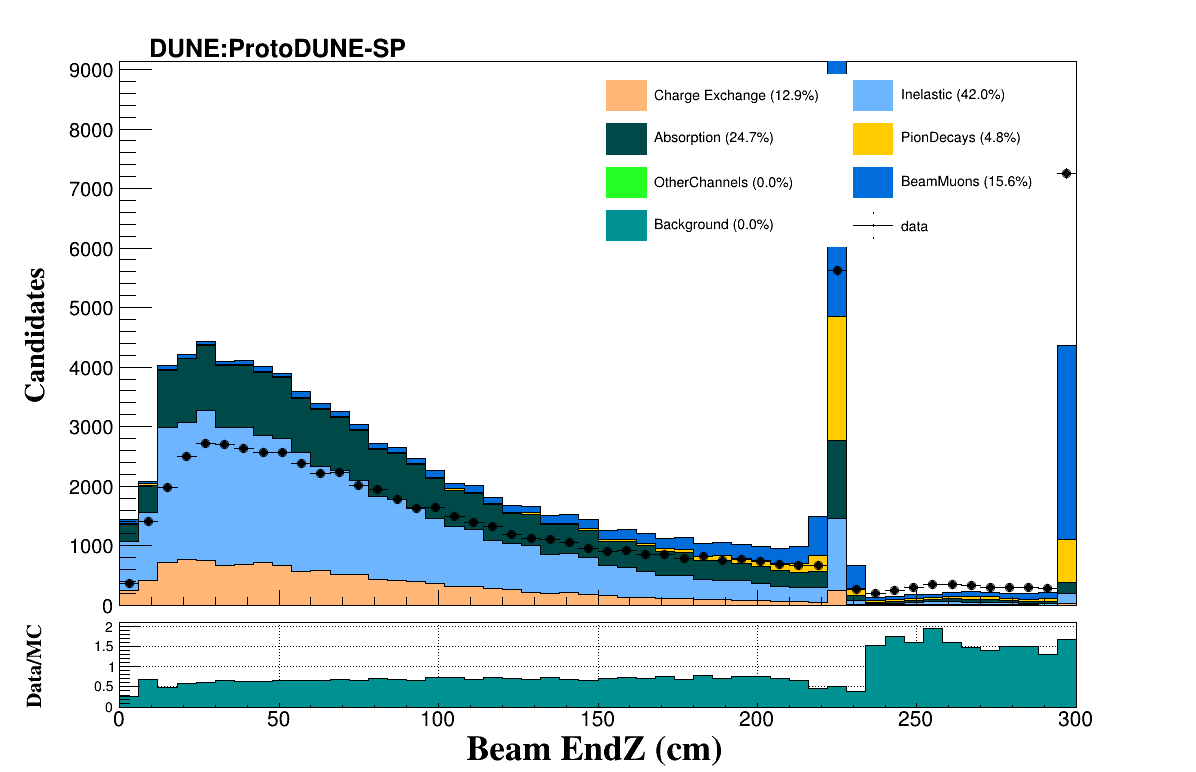 DUNE:ProtoDUNE-SP
9000
8000
7000
6000
5000
4000
3000
2000
1000
0
Candidates
Charge Exchange (12.9%)
Absorption (24.7%)
OtherChannels (0.0%)
Background (0.0%)
Inelastic (42.0%)
PionDecays (4.8%)
BeamMuons (15.6%)
data
2
1.5
1
0.5
0
Data/MC
0 50 100 150 200 250 300
Beam EndZ (cm)